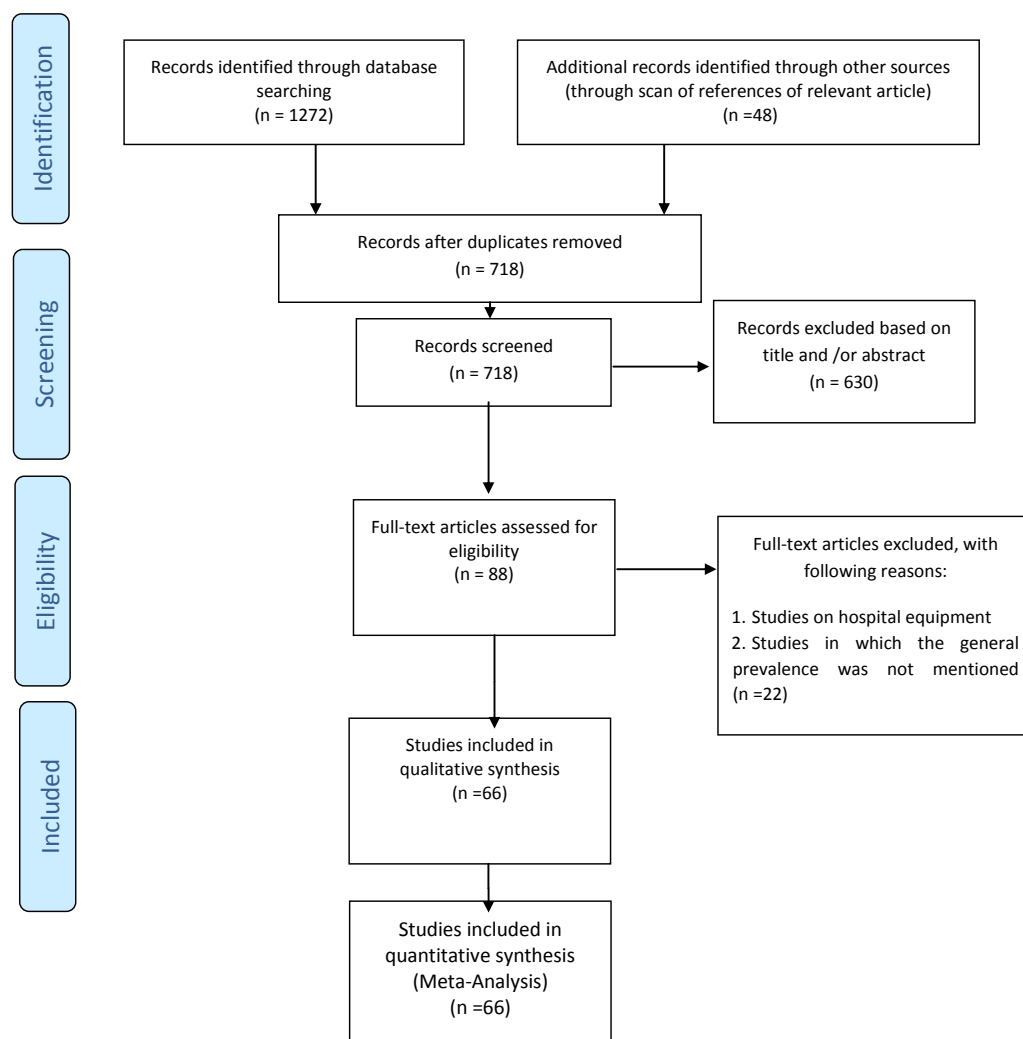 Identification
Records identified through database
searching
(n = 1272)
Additional records identified through other sources
(through scan of references of relevant article)
(n =48)
Records after duplicates removed
(n = 718)
Screening
Records screened
(n = 718)
Records excluded based on
title and /or abstract
(n = 630)
Eligibility
Full-text articles assessed for
eligibility
(n = 88)
Full-text articles excluded, with
following reasons:
1. Studies on hospital equipment
2. Studies in which the general
prevalence was not mentioned
(n =22)
Included
Studies included in
qualitative synthesis
(n =66)
Studies included in
quantitative synthesis
(Meta-Analysis)
(n =66)